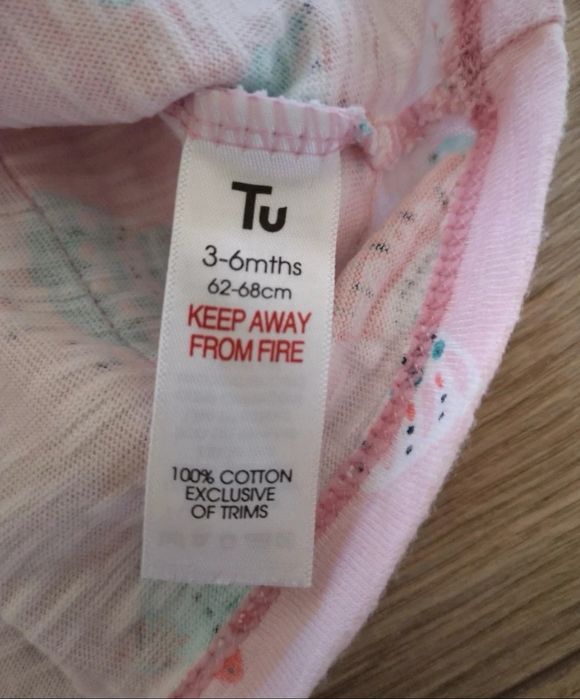 Tu
3-6mths
62-68cm
KEEP AWAY
FROM FIRE
100% COTTON
EXCLUSIVE
OF TRIMS